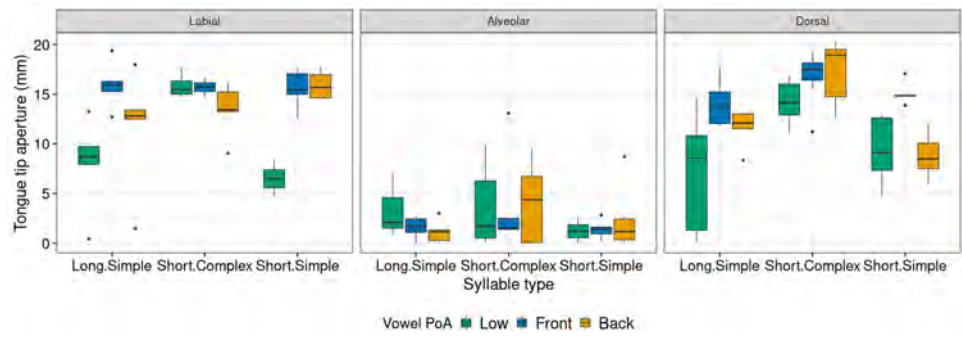 Labial Alveolar Dorsal
Tongue tip aperture (mm)
20
15
10
5
0
Long.Simple Short.Complex Short.Simple Long.Simple Short.Complex Short.Simple Long.Simple Short.Complex Short.Simple
Syllable type
Vowel PoA Low Front Back